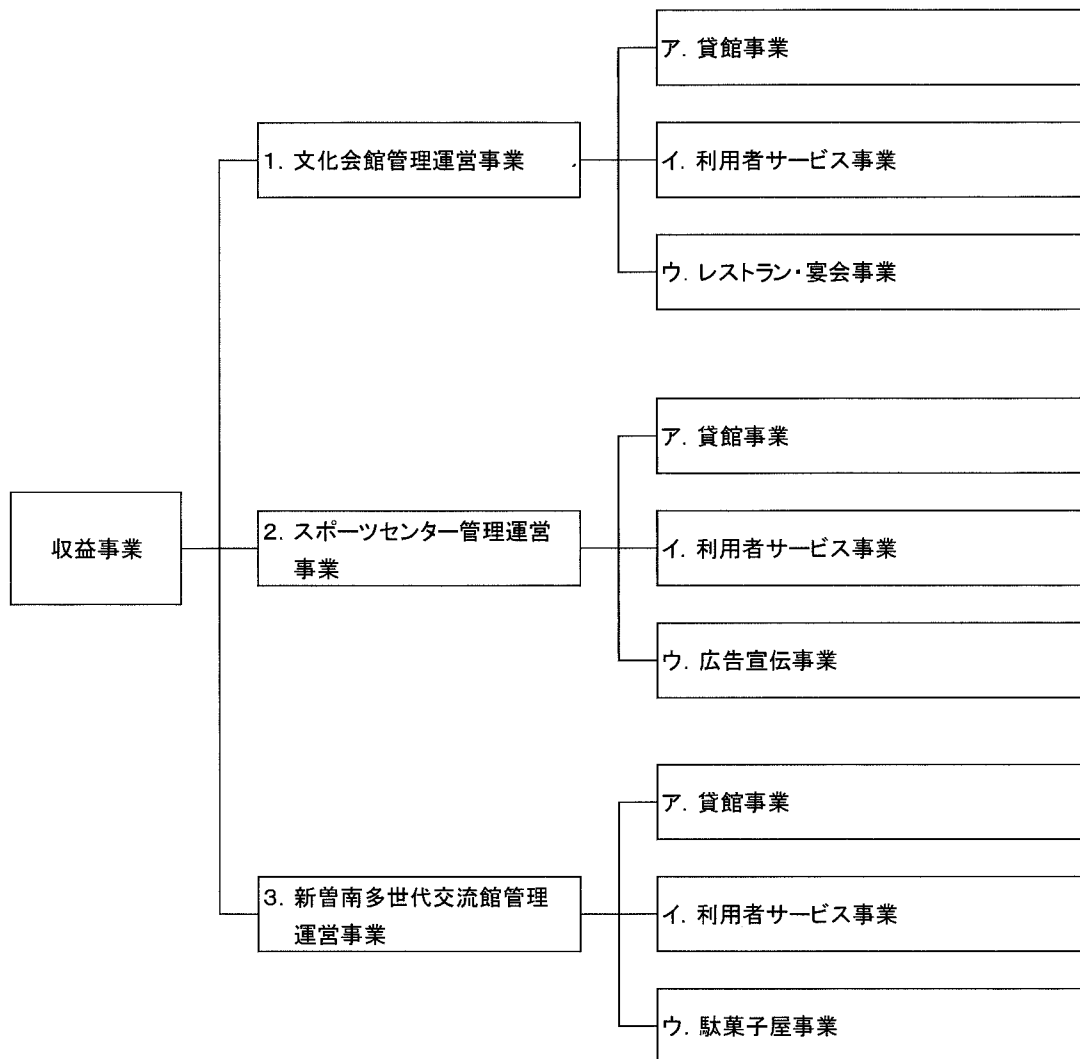 収益事業
1. 文化会館管理運営事業
ア. 貸館事業
イ. 利用者サービス事業
ウ. レストラン・宴会事業
2. スポーツセンター管理運営
事業
ア. 貸館事業
イ. 利用者サービス事業
ウ. 広告宣伝事業
3. 新曽南多世代交流館管理
運営事業
ア. 貸館事業
イ. 利用者サービス事業
ウ. 駄菓子屋事業